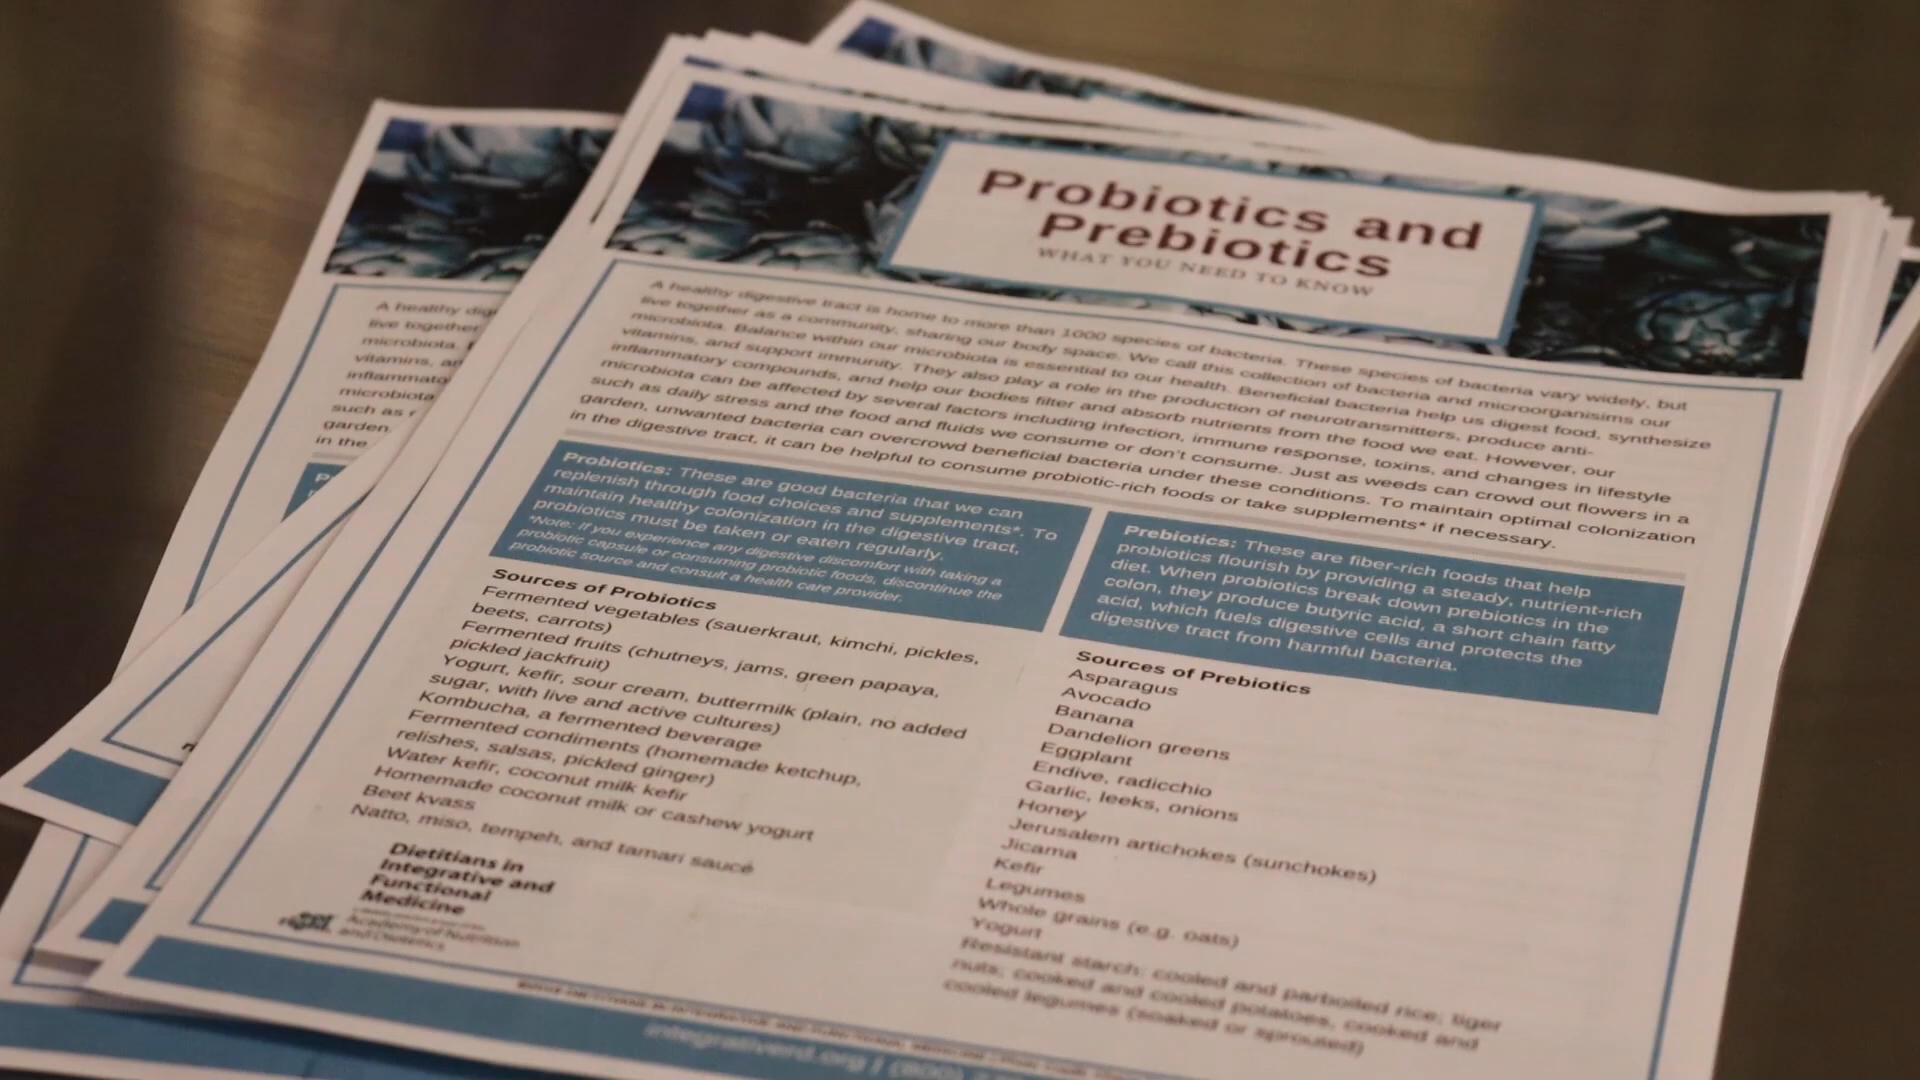 Probiotics and
Prebiotics
WHAT YOU NEED TO KNOW
A healthy digestive tract is home to more than 1000 species of bacteria. These species of bacteria vary widely, but
live together as a community, sharing our body space. We call this collection of bacteria and microorganisims our
microbiota. Balance within our microbiota is essential to our health. Beneficial bacteria help us digest food, synthesize
vitamins, and support immunity. They also play a role in the production of neurotransmitters, produce anti-
inflammatory compounds, and help our bodies filter and absorb nutrients from the food we eat. However, our
microbiota can be affected by several factors including infection, immune response, toxins, and changes in lifestyle
such as daily stress and the food and fluids we consume or don't consume. Just as weeds can crowd out flowers in a
garden, unwanted bacteria can overcrowd beneficial bacteria under these conditions. To maintain optimal colonization
in the digestive tract, it can be helpful to consume probiotic-rich foods or take supplements* if necessary.
Probiotics: These are good bacteria that we can
replenish through food choices and supplements*. To
maintain healthy colonization in the digestive tract,
probiotics must be taken or eaten regularly.
*Note: If you experience any digestive discomfort with taking a
probiotic capsule or consuming probiotic foods, discontinue the
probiotic source and consult a health care provider.
Sources of Probiotics
Fermented vegetables (sauerkraut, kimchi, pickles,
beets, carrots)
Fermented fruits (chutneys, jams, green papaya,
pickled jackfruit)
Yogurt, kefir, sour cream, buttermilk (plain, no added
sugar, with live and active cultures)
Kombucha, a fermented beverage
Fermented condiments (homemade ketchup,
relishes, salsas, pickled ginger)
Water kefir, coconut milk kefir
Homemade coconut milk or cashew yogurt
Beet kvass
Natto, miso, tempeh, and tamari sauce
Dietitians in
Integrative and
Functional
Medicine
Academy of Nutrition
and Dietetics
eat
right.
Prebiotics: These are fiber-rich foods that help
probiotics flourish by providing a steady, nutrient-rich
diet. When probiotics break down prebiotics in the
colon, they produce butyric acid, a short chain fatty
acid, which fuels digestive cells and protects the
digestive tract from harmful bacteria.
Sources of Prebiotics
Asparagus
Avocado
Banana
Dandelion greens
Eggplant
Endive, radicchio
Garlic, leeks, onions
Honey
Jerusalem artichokes (sunchokes)
Jicama
Kefir
Legumes
Whole grains (e.g. oats)
Yogurt
Resistant starch: cooled and parboiled rice; tiger
nuts; cooked and cooled potatoes, cooked and
cooled legumes (soaked or sprouted)
integrativerd.org | (800)
A healthy dig
live together
microbiota.
vitamins, an
inflammato
microbiota
such as
garden,
in the